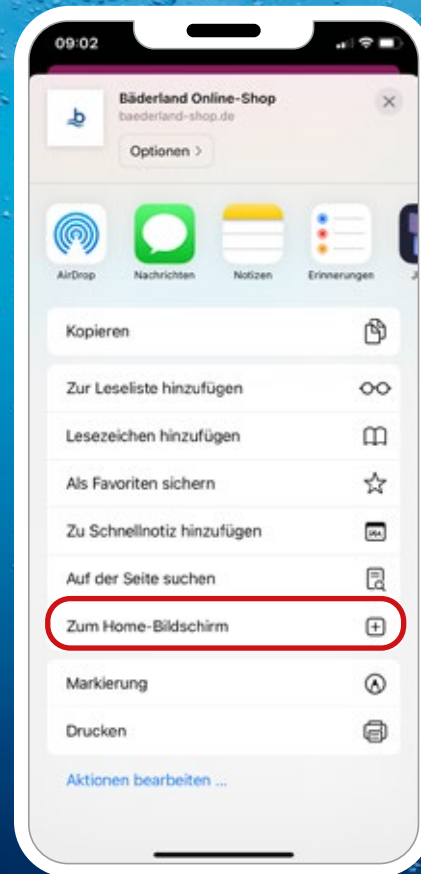 09:02
b
Bäderland Online-Shop
baederland-shop.de
Optionen >
AirDrop
Nachrichten
Notizen
Erinnerungen
J
Kopieren
Zur Leseliste hinzufügen
Lesezeichen hinzufügen
Als Favoriten sichern
Zu Schnellnotiz hinzufügen
Auf der Seite suchen
Zum Home-Bildschirm
Markierung
Drucken
Aktionen bearbeiten ...